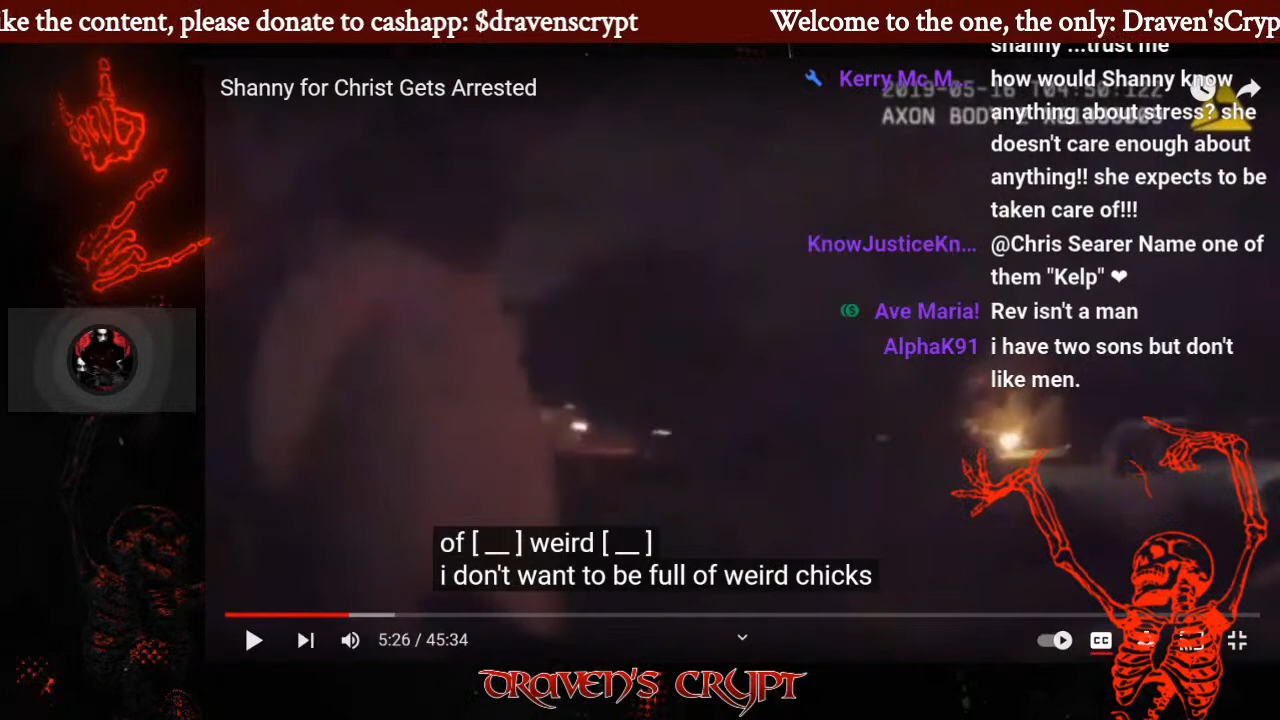 ke the content, please donate to cashapp: $dravenscrypt
Welcome to the one, the only: Draven'sCryp
Shanny for Christ Gets Arrested
shanny ...trust me
Kerry Mc M... how would Shanny know
anything about stress? she
doesn't care enough about
anything!! she expects to be
taken care of!!!
AXON BODY
KnowJusticeKn... @Chris Searer Name one of
them "Kelp" ❤
Ave Maria! Rev isn't a man
AlphaK91 i have two sons but don't
like men.
of [ __ ] weird [ __ ]
i don't want to be full of weird chicks
5:26 / 45:34
CC
DRAVEN'S CRYPT